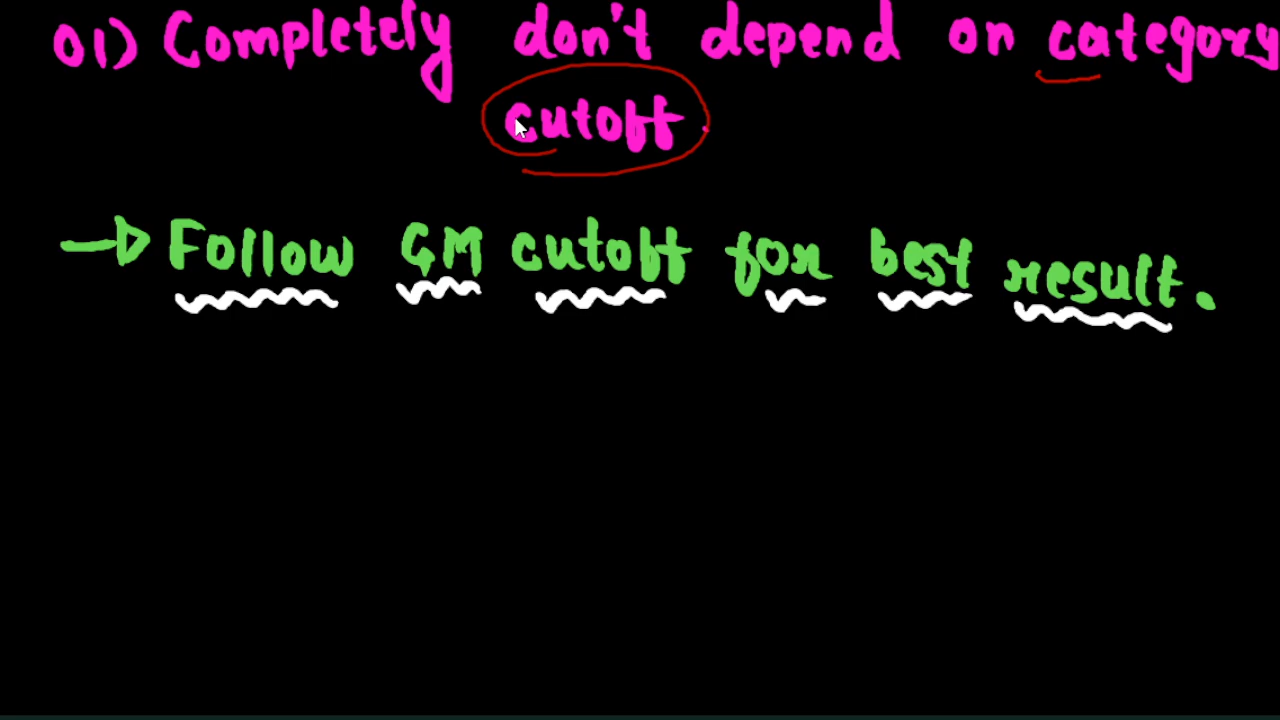 01) Completely don't depend on category
cutoff.
→ Follow GM cutoff for best result.